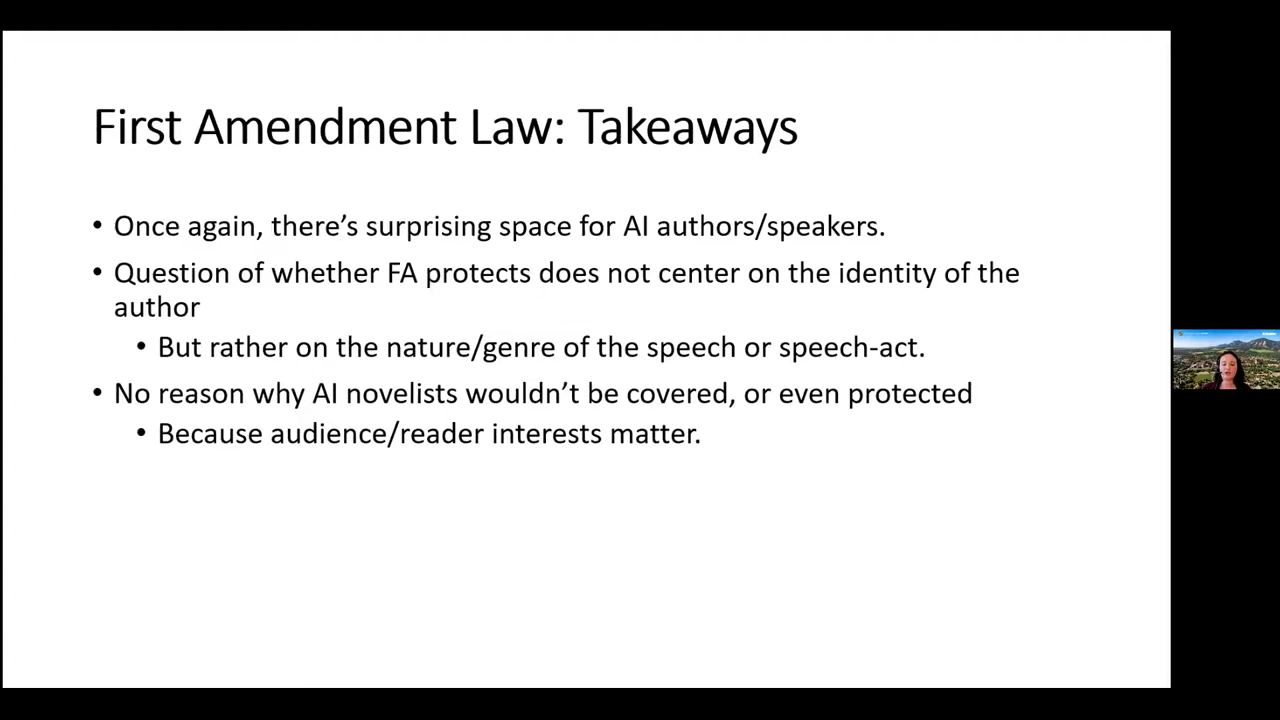 First Amendment Law: Takeaways
• Once again, there's surprising space for AI authors/speakers.
• Question of whether FA protects does not center on the identity of the
author
• But rather on the nature/genre of the speech or speech-act.
• No reason why AI novelists wouldn't be covered, or even protected
• Because audience/reader interests matter.